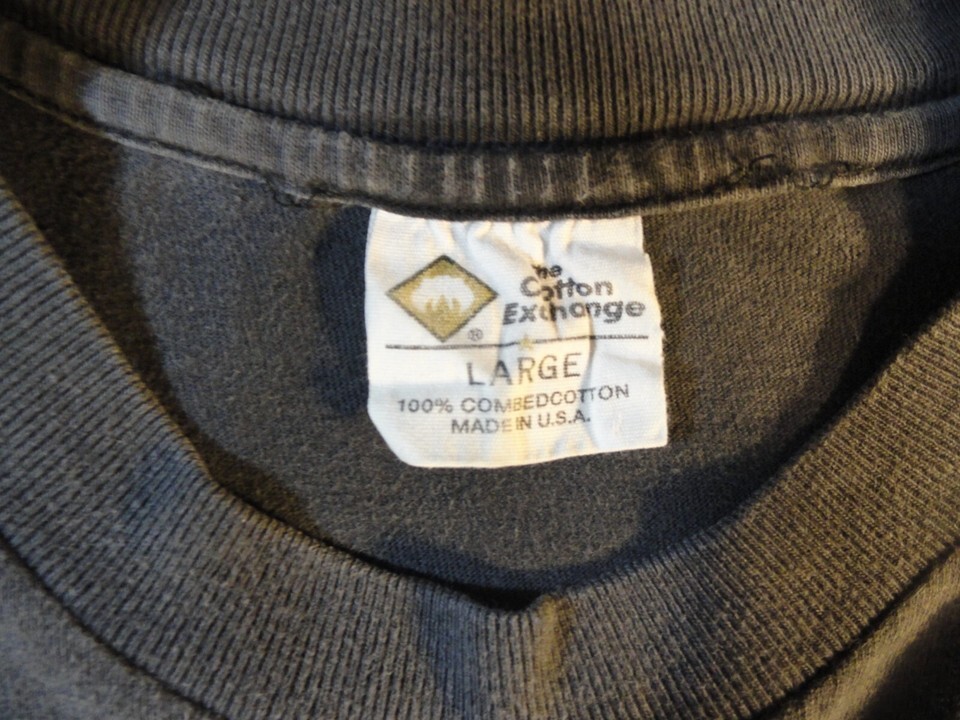 The
Cotton
Exchange
®
LARGE
100% COMBEDCOTTON
MADE IN U.S.A.